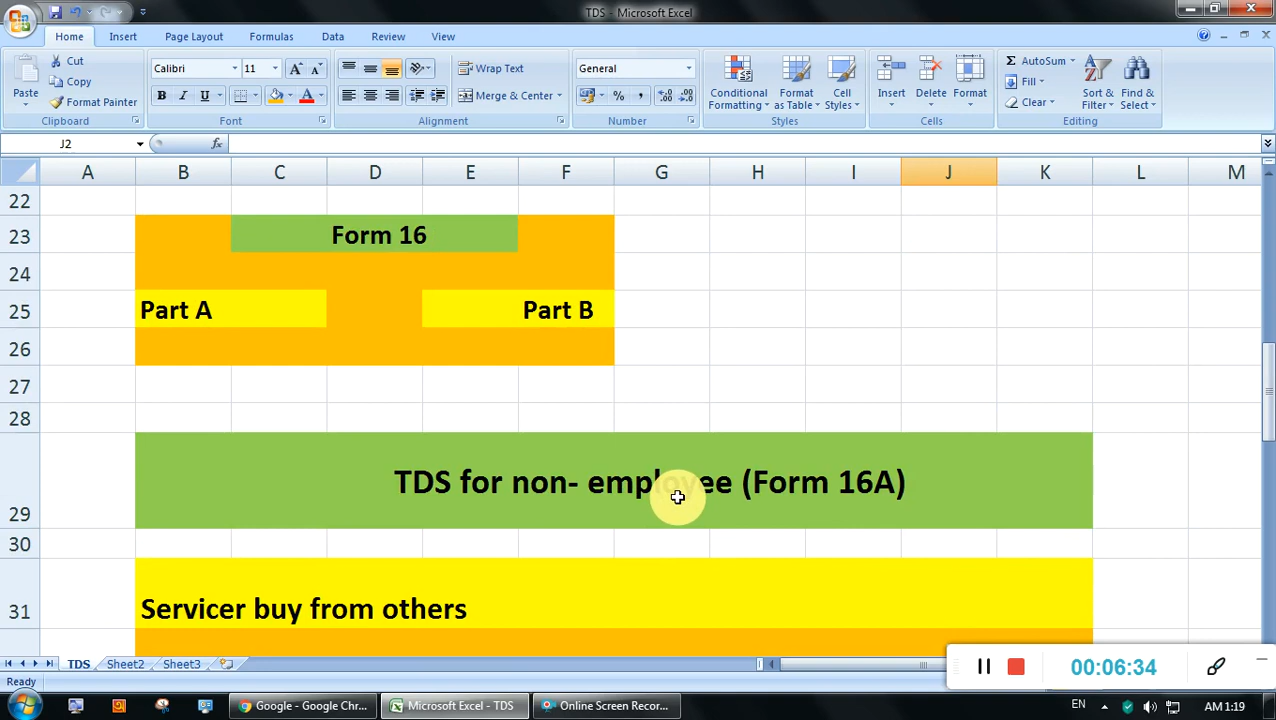 TDS - Microsoft Excel
Home Insert Page Layout Formulas Data Review View
Paste
Cut
Copy
Format Painter
Clipboard
Calibri 11
B I U
Font
Wrap Text
Merge & Center
Alignment
General
% ,
Number
Conditional Formatting
Format as Table
Cell Styles
Styles
Insert
Delete
Format
Cells
Σ AutoSum
Fill
Clear
Sort & Filter
Find & Select
Editing
J2 fx
A B C D E F G H I J K L M
22
23 Form 16
24
25 Part A Part B
26
27
28
29 TDS for non- employee (Form 16A)
30
31 Servicer buy from others
TDS Sheet2 Sheet3
Ready
00:06:34
Google - Google Chr...
Microsoft Excel - TDS
Online Screen Recor...
EN
AM 1:19